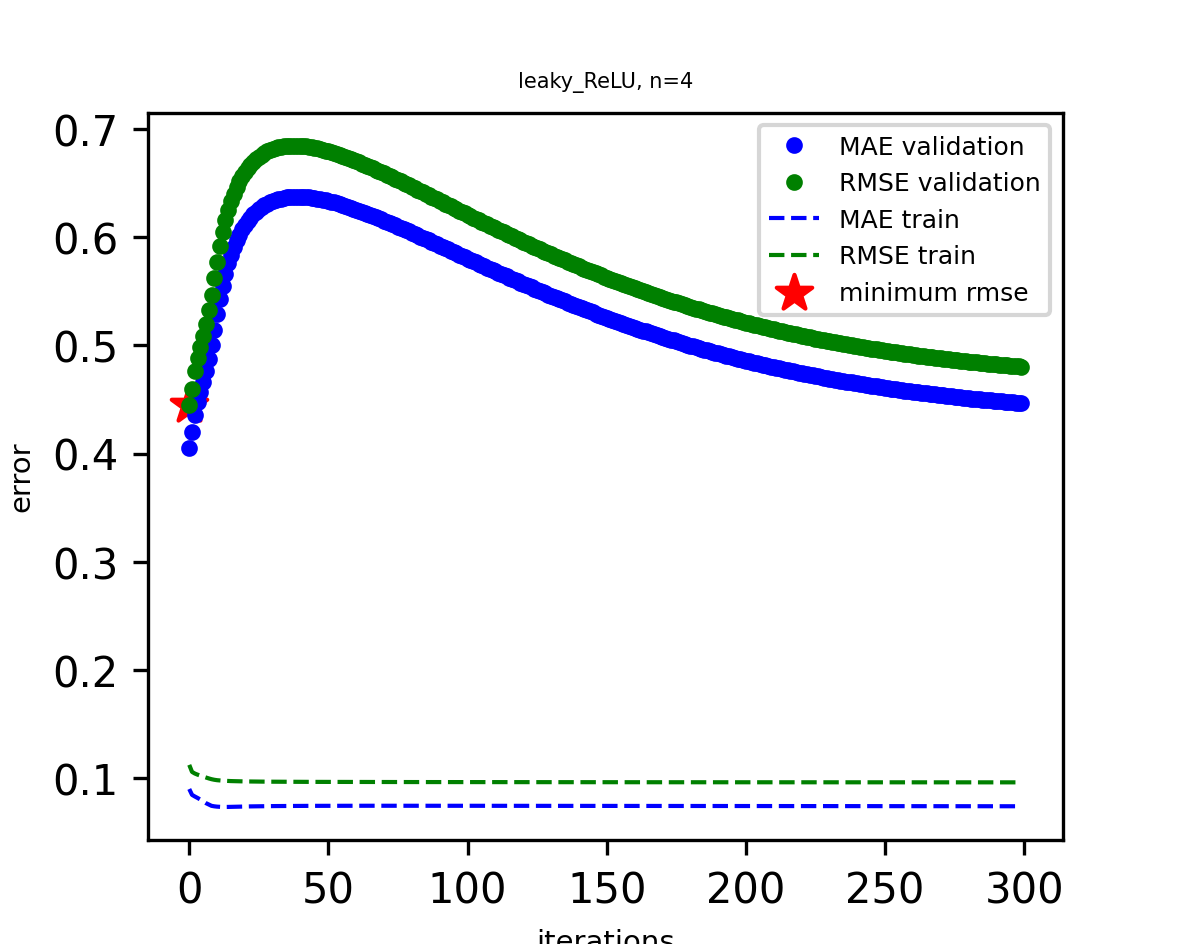 leaky_ReLU, n=4
0.7
0.6
0.5
0.4
0.3
0.2
0.1
error
MAE validation
RMSE validation
MAE train
RMSE train
minimum rmse
0 50 100 150 200 250 300
iterations